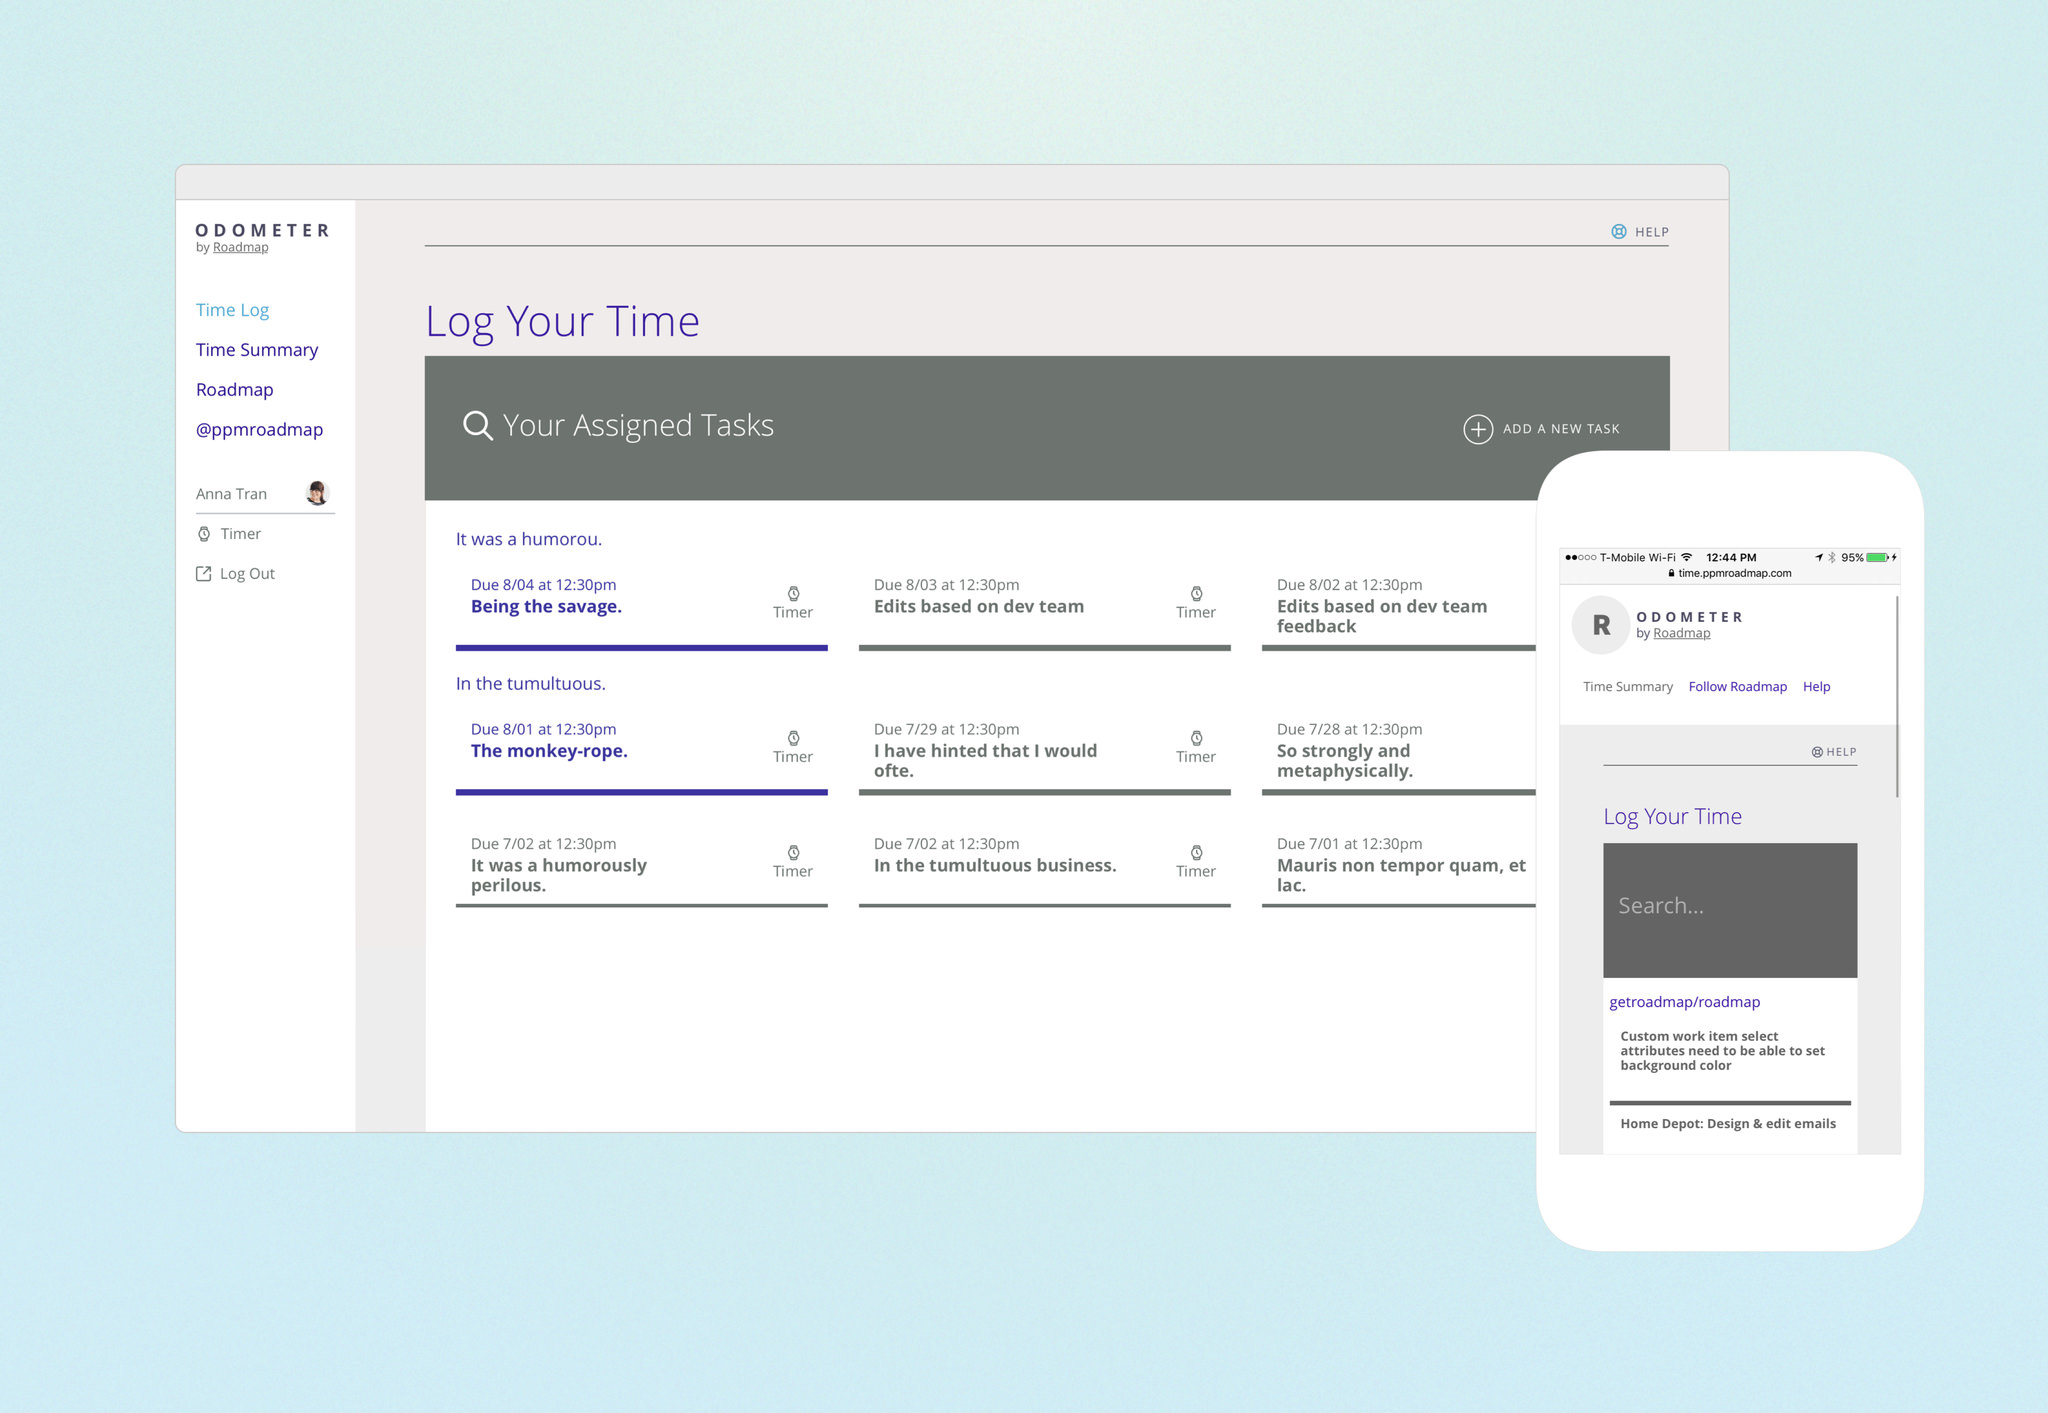 ODOMETER
by Roadmap
Time Log
Time Summary
Roadmap
@ppmroadmap
Anna Tran
Timer
Log Out
HELP
Log Your Time
Your Assigned Tasks
ADD A NEW TASK
It was a humorou.
Due 8/04 at 12:30pm
Being the savage.
Timer
Due 8/03 at 12:30pm
Edits based on dev team
Timer
Due 8/02 at 12:30pm
Edits based on dev team
feedback
In the tumultuous.
Due 8/01 at 12:30pm
The monkey-rope.
Timer
Due 7/29 at 12:30pm
I have hinted that I would
ofte.
Timer
Due 7/28 at 12:30pm
So strongly and
metaphysically.
Due 7/02 at 12:30pm
It was a humorously
perilous.
Timer
Due 7/02 at 12:30pm
In the tumultuous business.
Timer
Due 7/01 at 12:30pm
Mauris non tempor quam, et
lac.
T-Mobile Wi-Fi 12:44 PM 95%
time.ppmroadmap.com
R
ODOMETER
by Roadmap
Time Summary Follow Roadmap Help
HELP
Log Your Time
Search...
getroadmap/roadmap
Custom work item select
attributes need to be able to set
background color
Home Depot: Design & edit emails